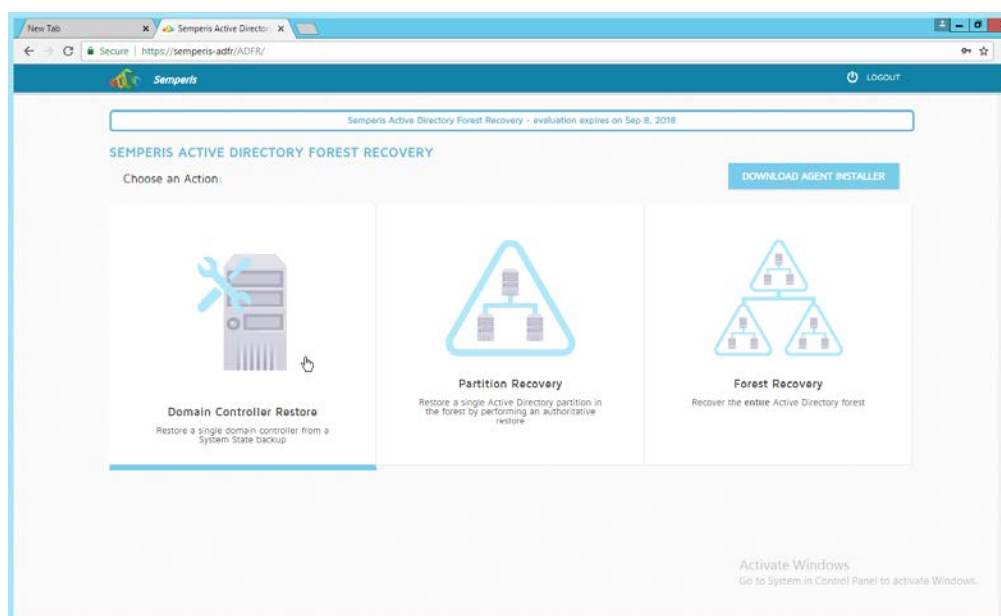 New Tab
Semperis Active Director
Secure
https://semperis-adfr/ADFR/
Semperis
LOGOUT
Semperis Active Directory Forest Recovery - evaluation expires on Sep 8, 2018
SEMPERIS ACTIVE DIRECTORY FOREST RECOVERY
Choose an Action:
DOWNLOAD AGENT INSTALLER
Domain Controller Restore
Restore a single domain controller from a
System State backup
Partition Recovery
Restore a single Active Directory partition in
the forest by performing an authoritative
restore
Forest Recovery
Recover the entire Active Directory forest
Activate Windows
Go to System in Control Panel to activate Windows.